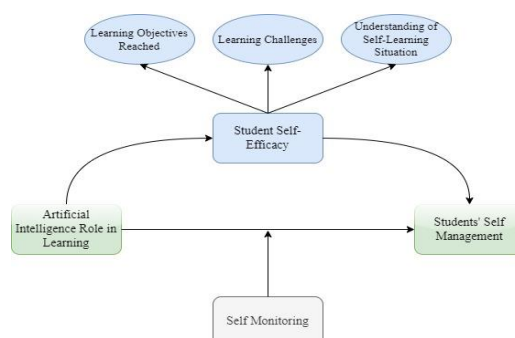 Learning Objectives
Reached
Learning Challenges
Understanding of
Self-Learning
Situation
Student Self-
Efficacy
Artificial
Intelligence Role in
Learning
Students' Self
Management
Self Monitoring